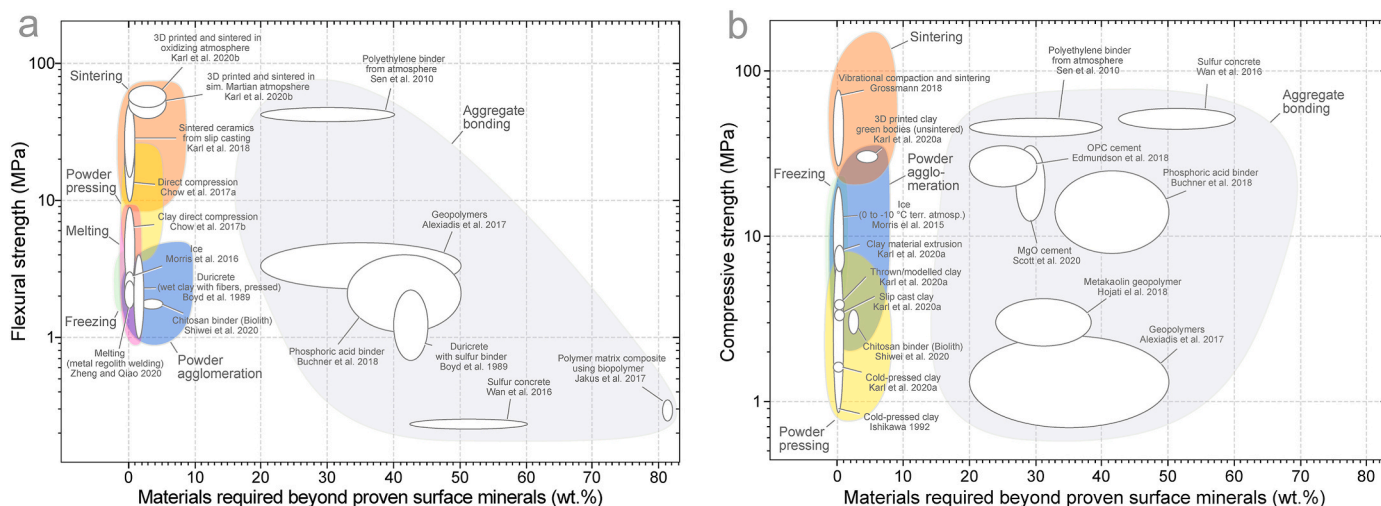 a
Flexural strength (MPa)
100
10
1
3D printed and sintered in
oxidizing atmosphere
Karl et al. 2020b
Sintering
3D printed and sintered in
sim. Martian atmosphere
Karl et al. 2020b
Sintered ceramics
from slip casting
Karl et al. 2018
Powder
pressing
Direct compression
Chow et al. 2017a
Melting
Clay direct compression
Chow et al. 2017b
Ice
Morris et al. 2016
Duricrete
(wet clay with fibers, pressed)
Boyd et al. 1989
Freezing
Chitosan binder (Biolith)
Shiwei et al. 2020
Melting
(metal regolith welding)
Zheng and Qiao 2020
Powder
agglomeration
Polyethylene binder
from atmosphere
Sen et al. 2010
Aggregate
bonding
Geopolymers
Alexiadis et al. 2017
Phosphoric acid binder
Buchner et al. 2018
Duricrete
with sulfur binder
Boyd et al. 1989
Sulfur concrete
Wan et al. 2016
Polymer matrix composite
using biopolymer
Jakus et al. 2017
0 10 20 30 40 50 60 70 80
Materials required beyond proven surface minerals (wt.%)
b
Compressive strength (MPa)
100
10
1
Sintering
Vibrational compaction and sintering
Grossmann 2018
3D printed clay
green bodies (unsintered)
Karl et al. 2020a
Freezing
Powder
agglo-
meration
Ice
(0 to -10 °C terr. atmosp.)
Morris et al. 2015
Clay material extrusion
Karl et al. 2020a
Thrown/modelled clay
Karl et al. 2020a
Slip cast clay
Karl et al. 2020a
Chitosan binder (Biolith)
Shiwei et al. 2020
Cold-pressed clay
Karl et al. 2020a
Cold-pressed clay
Ishikawa 1992
Powder
pressing
Polyethylene binder
from atmosphere
Sen et al. 2010
Sulfur concrete
Wan et al. 2016
Aggregate
bonding
OPC cement
Edmundson et al. 2018
Phosphoric acid binder
Buchner et al. 2018
MgO cement
Scott et al. 2020
Metakaolin geopolymer
Hojati et al. 2018
Geopolymers
Alexiadis et al. 2017
0 10 20 30 40 50 60 70 80
Materials required beyond proven surface minerals (wt.%)